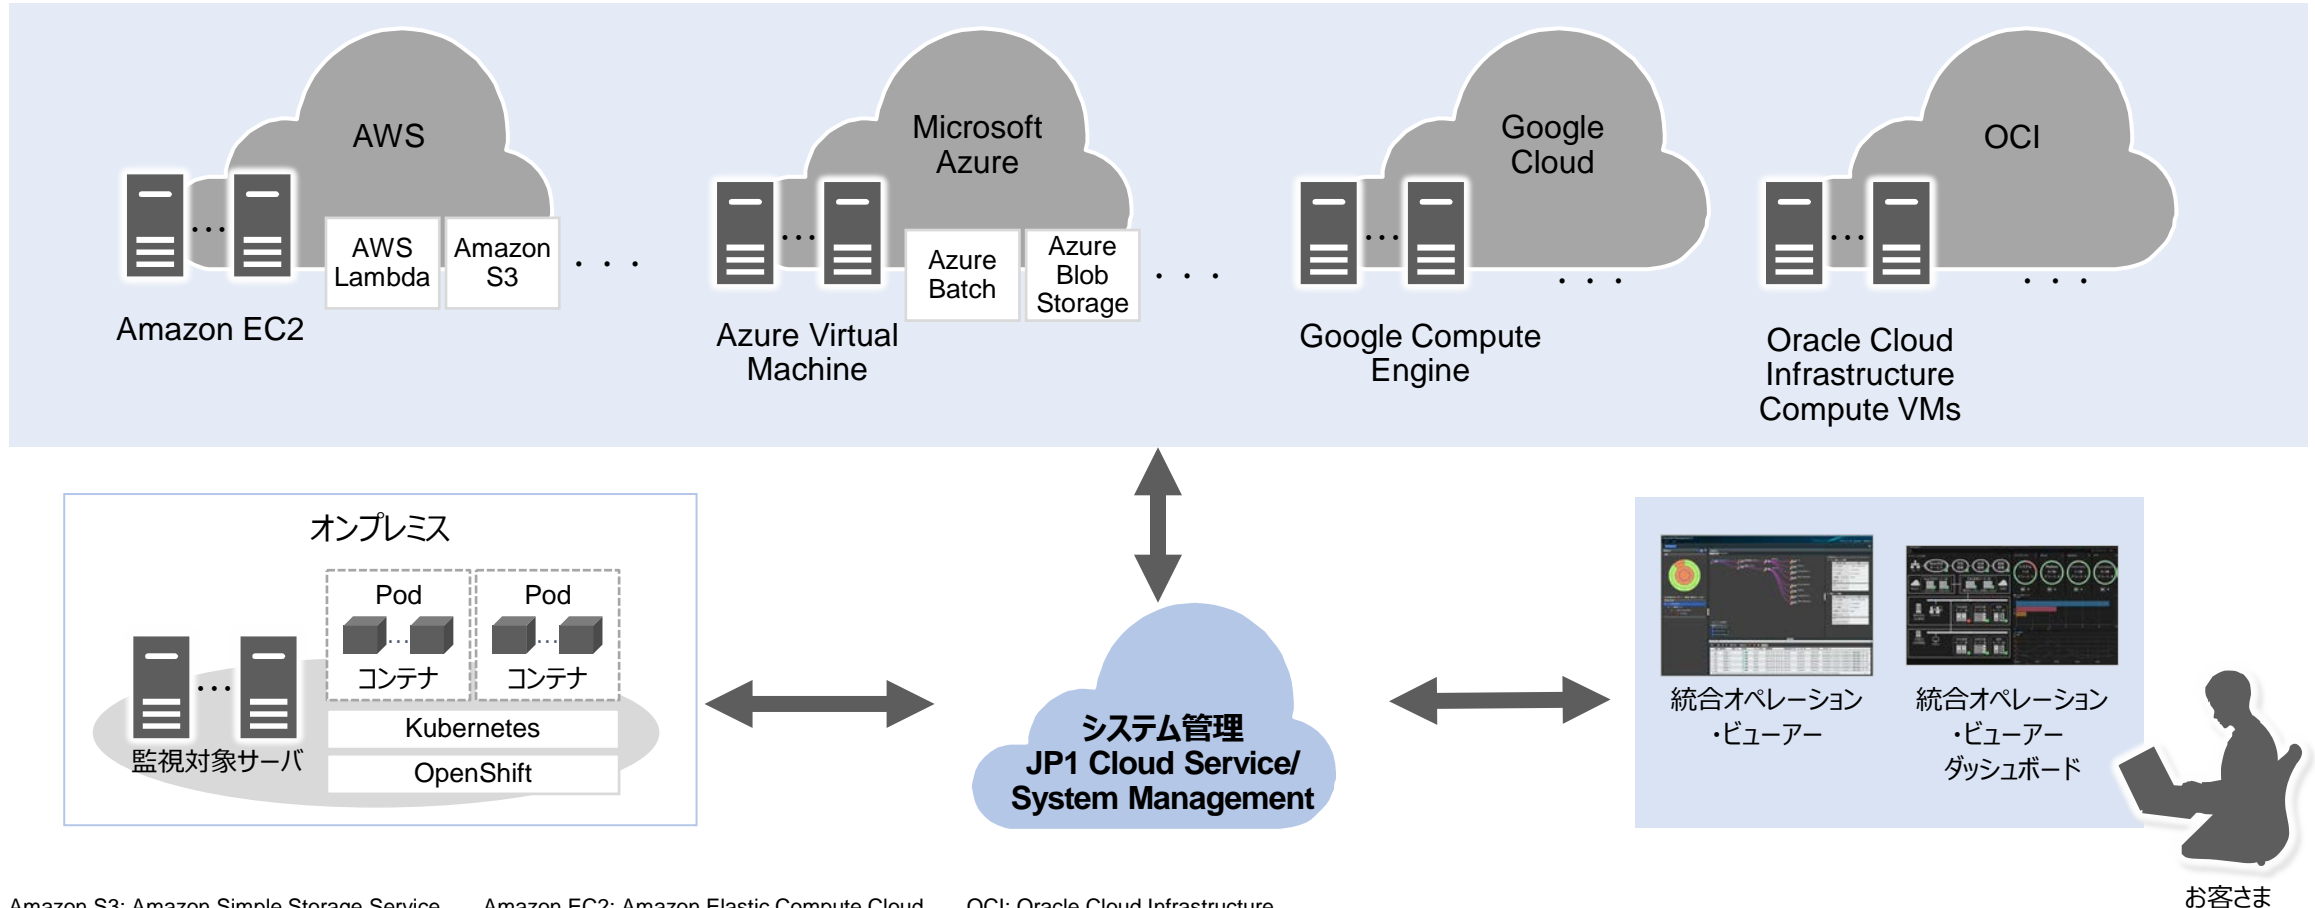 AWS
Microsoft
Azure
Google
Cloud
OCI
...
...
...
...
AWS
Lambda
Amazon
S3
. . .
Azure
Batch
Azure
Blob
Storage
. . .
. . .
. . .
Amazon EC2
Azure Virtual
Machine
Google Compute
Engine
Oracle Cloud
Infrastructure
Compute VMs
オンプレミス
Pod
Pod
...
...
コンテナ
コンテナ
...
監視対象サーバ
Kubernetes
OpenShift
システム管理
JP1 Cloud Service/
System Management
統合オペレーション
・ビューアー
統合オペレーション
・ビューアー
ダッシュボード
お客さま
Amazon S3: Amazon Simple Storage Service Amazon EC2: Amazon Elastic Compute Cloud OCI: Oracle Cloud Infrastructure